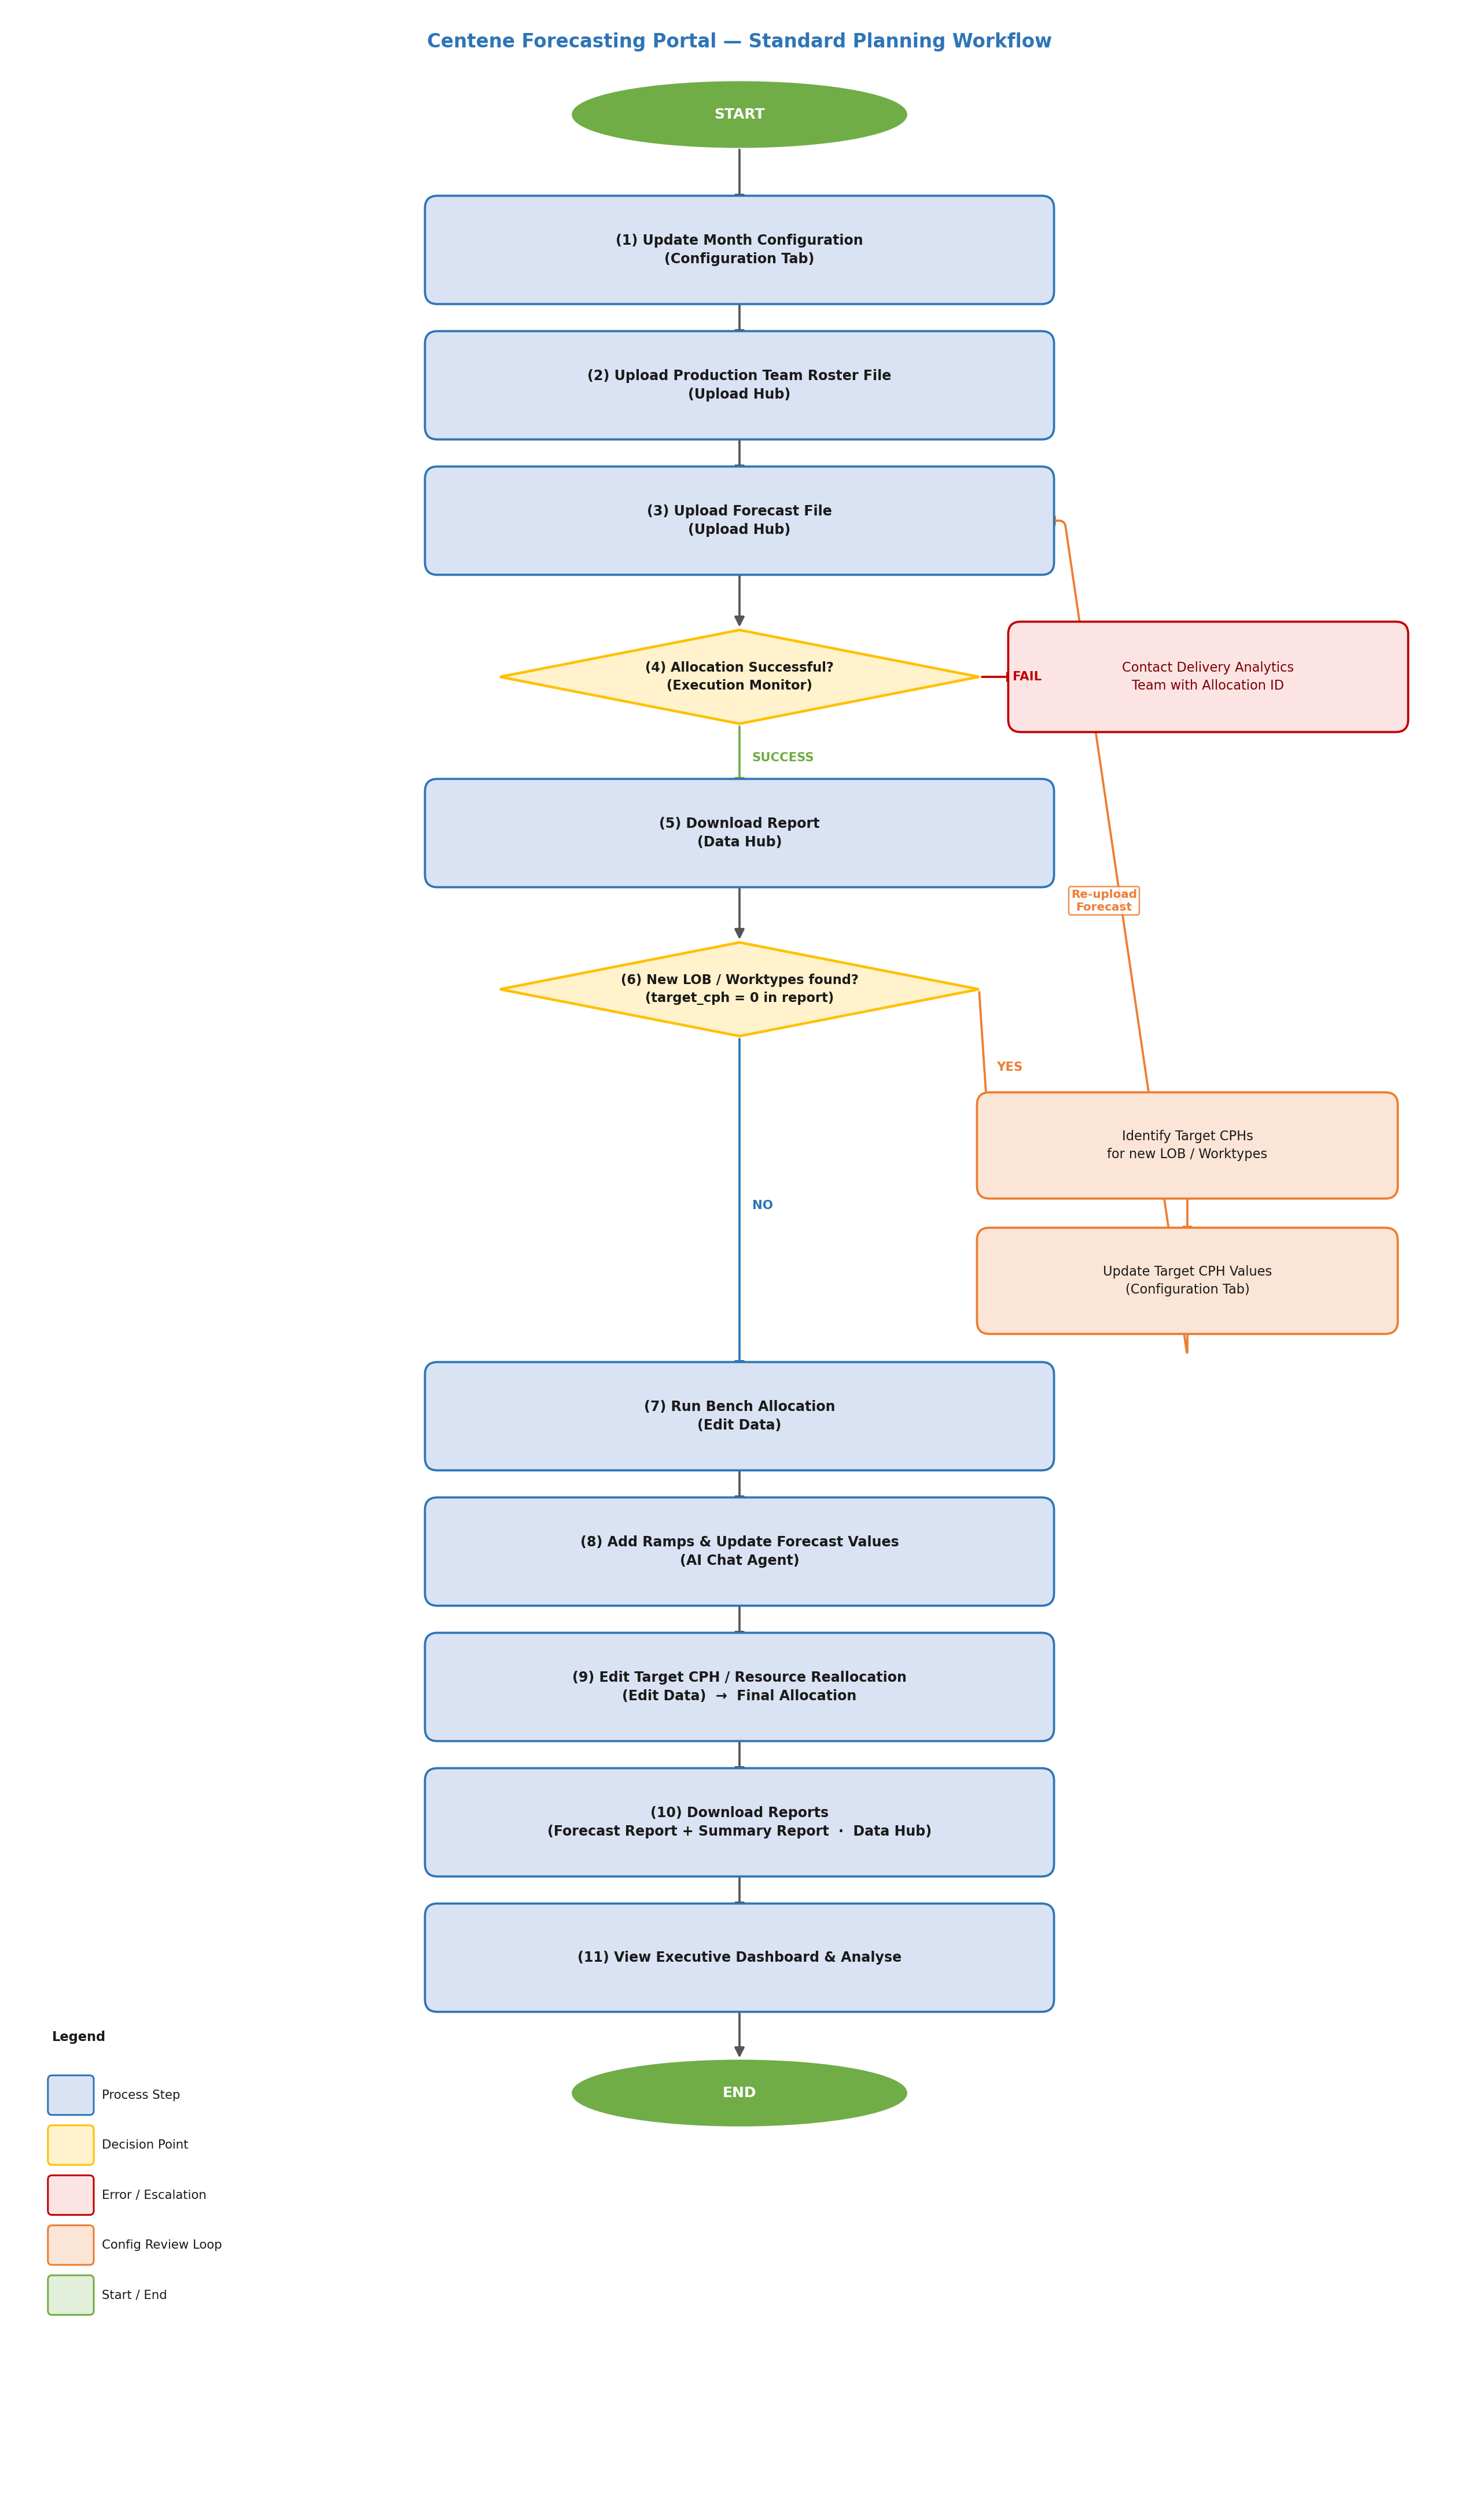 Centene Forecasting Portal — Standard Planning Workflow
START
(1) Update Month Configuration
(Configuration Tab)
(2) Upload Production Team Roster File
(Upload Hub)
(3) Upload Forecast File
(Upload Hub)
(4) Allocation Successful?
(Execution Monitor)
FAIL
Contact Delivery Analytics
Team with Allocation ID
SUCCESS
(5) Download Report
(Data Hub)
Re-upload
Forecast
(6) New LOB / Worktypes found?
(target_cph = 0 in report)
YES
Identify Target CPHs
for new LOB / Worktypes
NO
Update Target CPH Values
(Configuration Tab)
(7) Run Bench Allocation
(Edit Data)
(8) Add Ramps & Update Forecast Values
(AI Chat Agent)
(9) Edit Target CPH / Resource Reallocation
(Edit Data) → Final Allocation
(10) Download Reports
(Forecast Report + Summary Report · Data Hub)
(11) View Executive Dashboard & Analyse
END
Legend
Process Step
Decision Point
Error / Escalation
Config Review Loop
Start / End